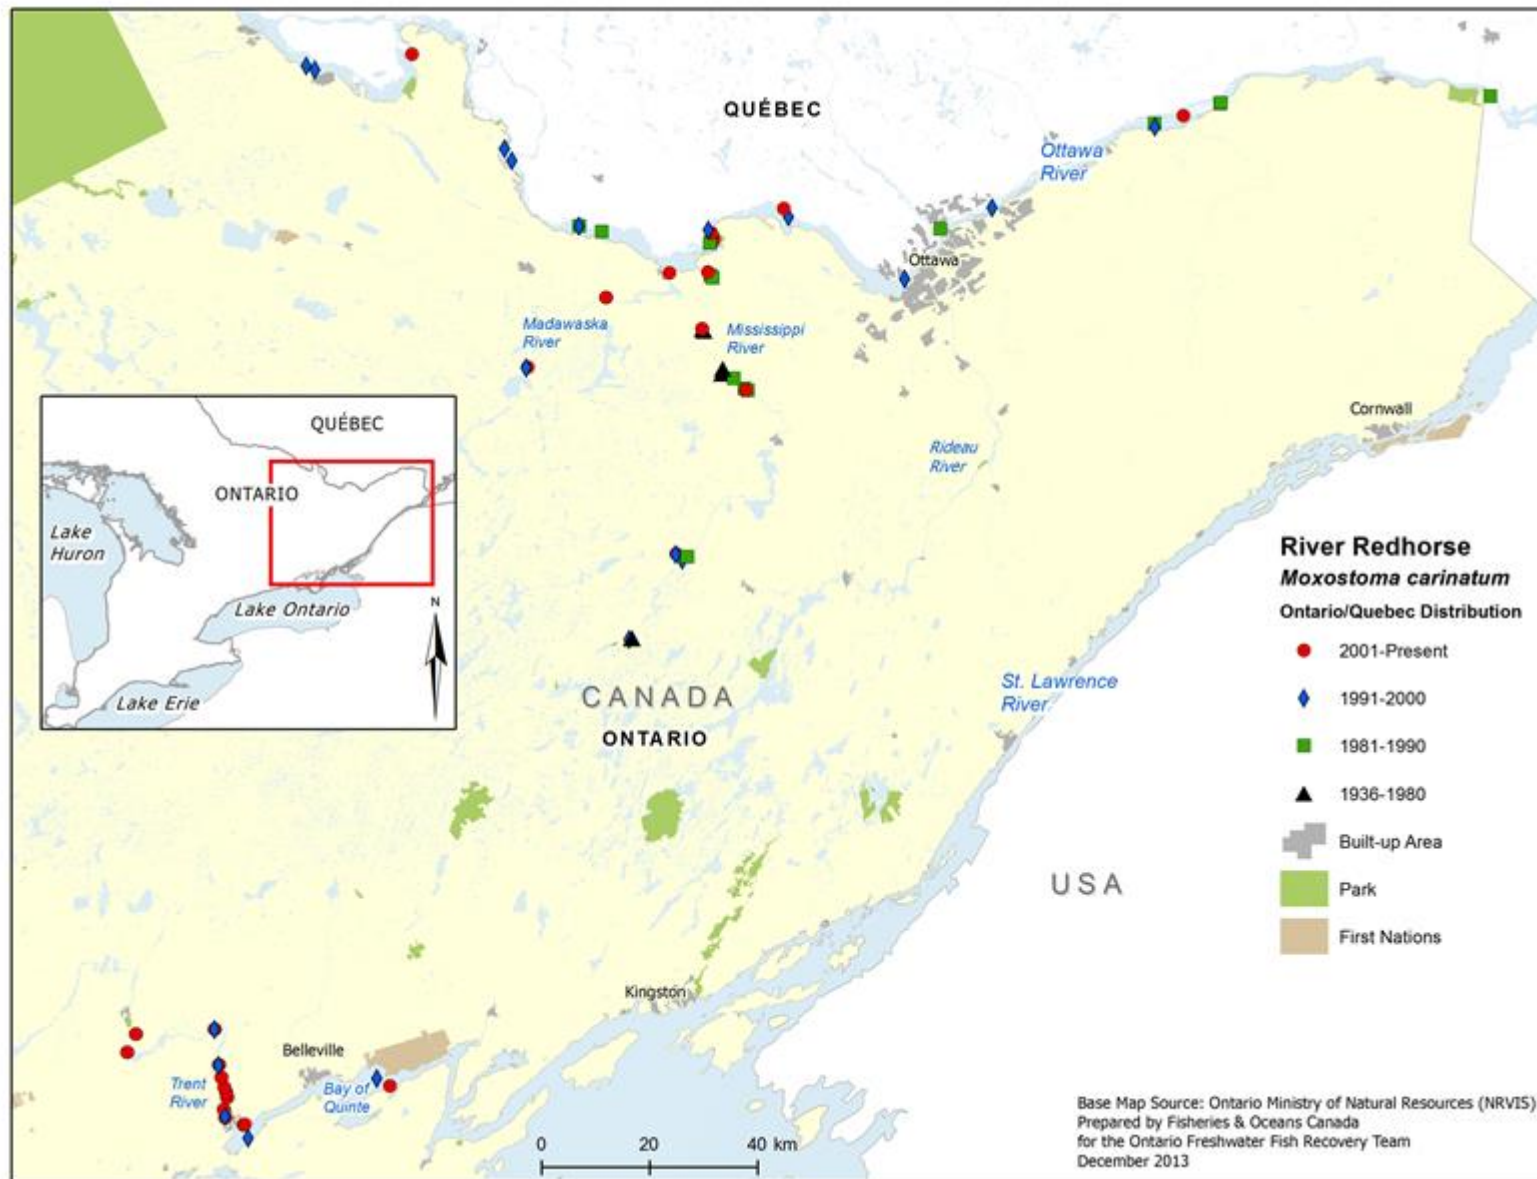 QUÉBEC
Ottawa
River
Ottawa
Madawaska
River
Mississippi
River
Rideau
River
Cornwall
QUÉBEC
ONTARIO
Lake
Huron
Lake Ontario
Lake Erie
N
CANADA
ONTARIO
St. Lawrence
River
USA
Kingston
Belleville
Trent
River
Bay of
Quinte
0 20 40 km
River Redhorse
Moxostoma carinatum
Ontario/Quebec Distribution
2001-Present
1991-2000
1981-1990
1936-1980
Built-up Area
Park
First Nations
Base Map Source: Ontario Ministry of Natural Resources (NRVIS)
Prepared by Fisheries & Oceans Canada
for the Ontario Freshwater Fish Recovery Team
December 2013